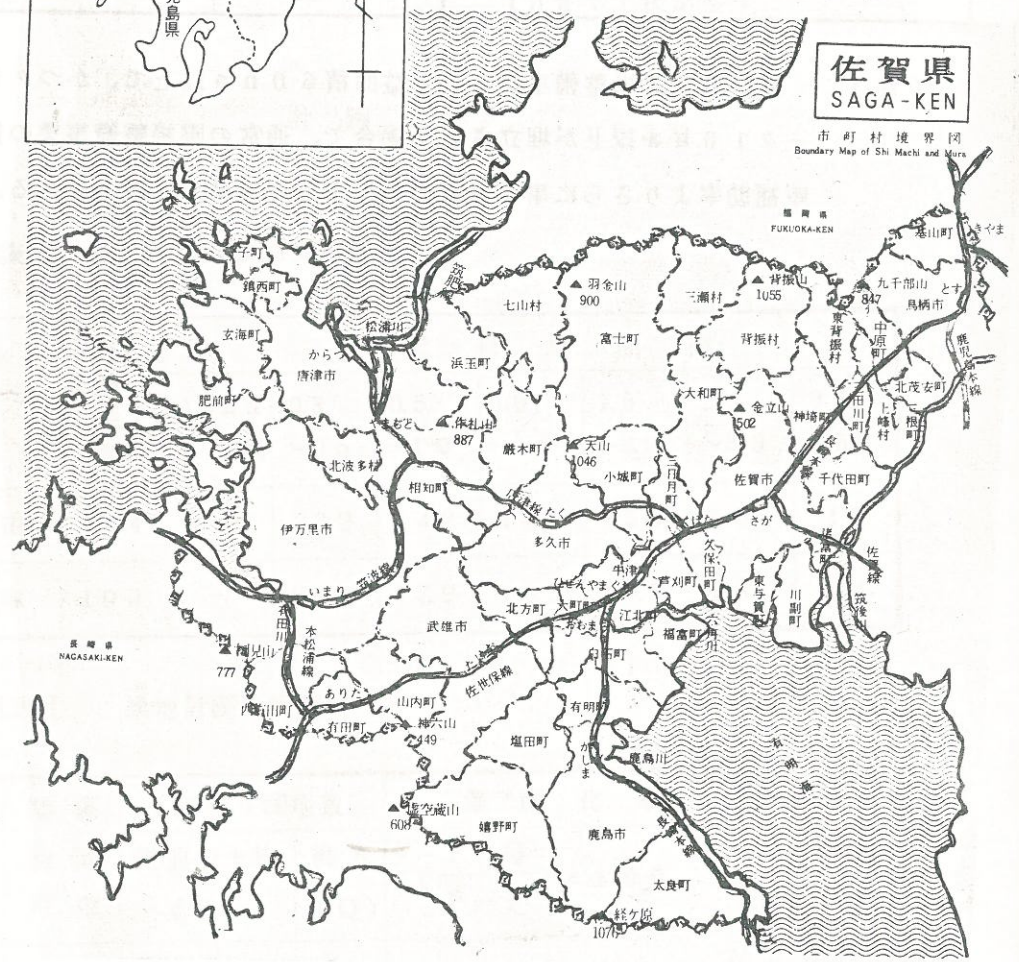 児島県
佐賀県
SAGA-KEN
市町村境界図
Boundary Map of Shi Machi and Mura
福岡県
FUKUOKA-KEN
基山町
きやま
子町
鎮西町
七山村
羽金山
900
三瀬村
背振山
1055
九千部山
847
とす
鳥栖市
玄海町
松浦川
からつ
唐津市
浜玉町
富士町
背振村
東背振村
中原町
鹿児島本線
肥前町
作礼山
887
厳木町
天山
1046
大和町
金立山
502
神埼町
三田川町
北茂安町
上峰村
北波多村
相知町
小城町
三日月町
佐賀市
千代田町
伊万里市
唐津線
たく
多久市
さが
久保田町
佐賀線
いまり
筑肥線
牛津町
芦刈町
東与賀町
川副町
筑後川
有田川
北方町
大町町
江北町
武雄市
福富町
長崎県
NAGASAKI-KEN
777
本松浦線
白石町
佐世保線
ありた
山内町
有田町
神六山
449
有明町
塩田町
かしま
鹿島川
有明海
虚空蔵山
608
嬉野町
鹿島市
長崎本線
太良町
経ケ原
1076